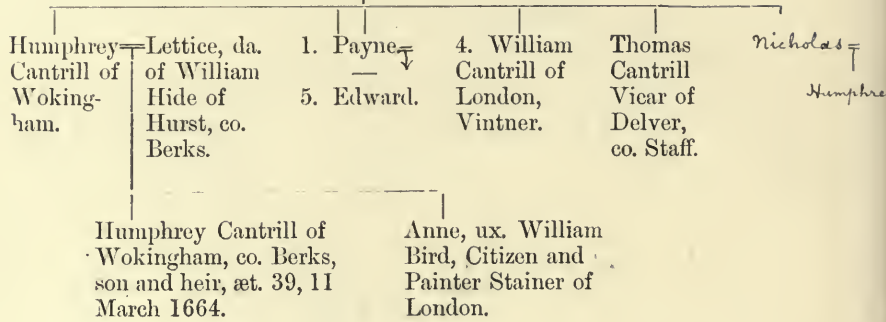 Humphrey
Cantrill of
Woking-
ham.
Lettice, da.
of William
Hide of
Hurst, co.
Berks.
1. Payne
—
5. Edward.
4. William
Cantrill of
London,
Vintner.
Thomas
Cantrill
Vicar of
Delver,
co. Staff.
Nicholas
Humphre
Humphrey Cantrill of
Wokingham, co. Berks,
son and heir, æt. 39, 11
March 1664.
Anne, ux. William
Bird, Citizen and
Painter Stainer of
London.